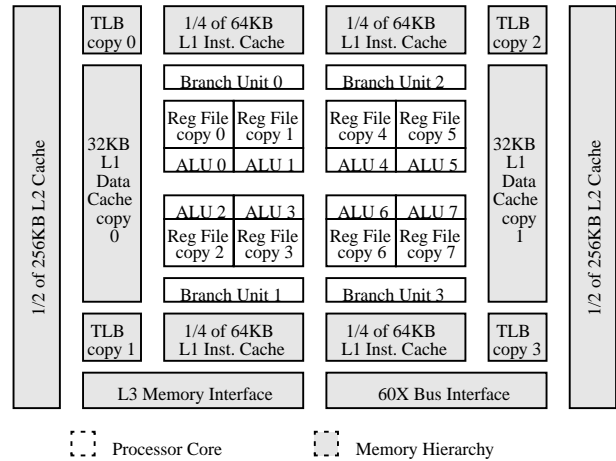 TLB
copy 0
1/4 of 64KB
L1 Inst. Cache
1/4 of 64KB
L1 Inst. Cache
TLB
copy 2
1/2 of 256KB L2 Cache
32KB
L1
Data
Cache
copy
0
Branch Unit 0
Branch Unit 2
Reg File
copy 0
Reg File
copy 1
Reg File
copy 4
Reg File
copy 5
ALU 0
ALU 1
ALU 4
ALU 5
ALU 2
ALU 3
ALU 6
ALU 7
Reg File
copy 2
Reg File
copy 3
Reg File
copy 6
Reg File
copy 7
Branch Unit 1
Branch Unit 3
32KB
L1
Data
Cache
copy
1
1/2 of 256KB L2 Cache
TLB
copy 1
1/4 of 64KB
L1 Inst. Cache
1/4 of 64KB
L1 Inst. Cache
TLB
copy 3
L3 Memory Interface
60X Bus Interface
Processor Core
Memory Hierarchy